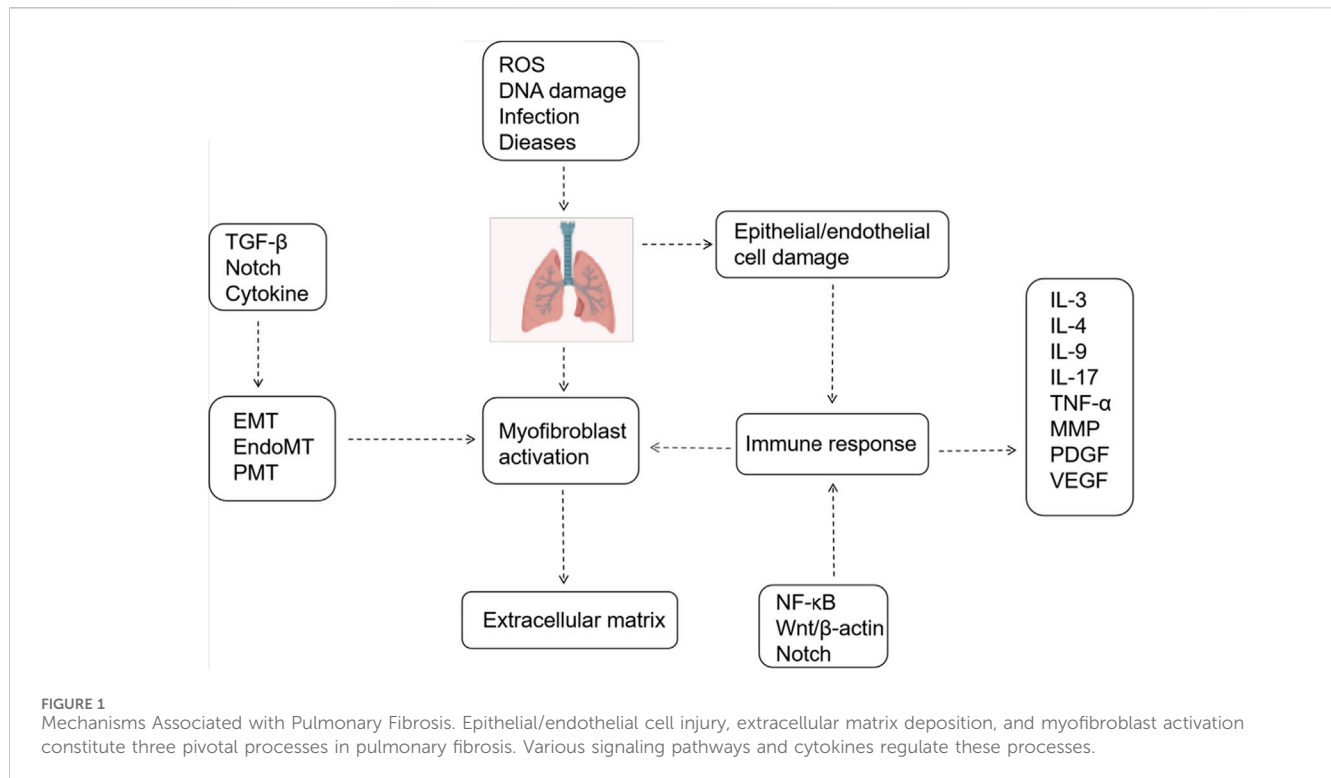 ROS
DNA damage
Infection
Dieases
TGF-β
Notch
Cytokine
Epithelial/endothelial
cell damage
IL-3
IL-4
IL-9
IL-17
TNF-α
MMP
PDGF
VEGF
EMT
EndoMT
PMT
Myofibroblast
activation
Immune response
Extracellular matrix
NF-κB
Wnt/β-actin
Notch
FIGURE 1
Mechanisms Associated with Pulmonary Fibrosis. Epithelial/endothelial cell injury, extracellular matrix deposition, and myofibroblast activation
constitute three pivotal processes in pulmonary fibrosis. Various signaling pathways and cytokines regulate these processes.